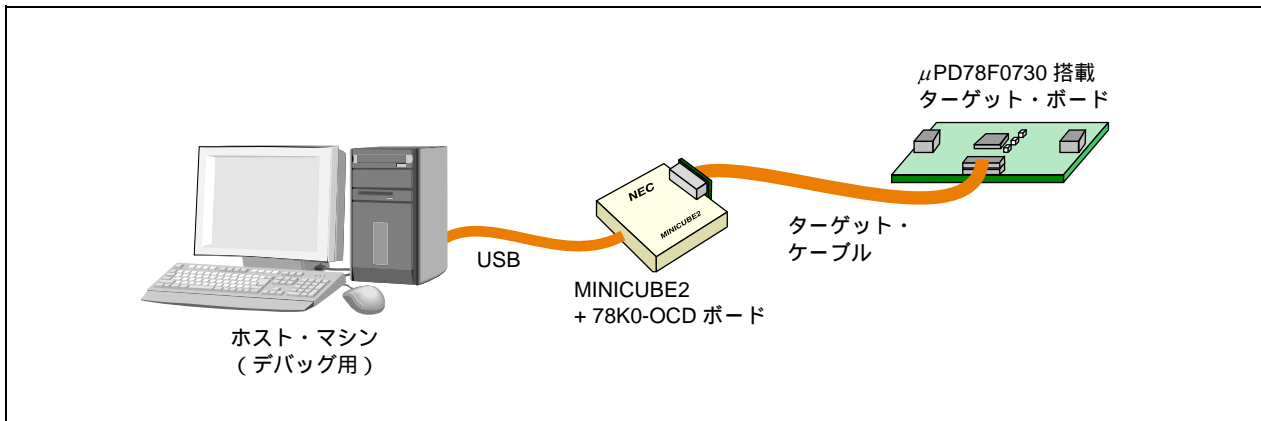 μPD78F0730 搭載
ターゲット・ボード
NEC
MINICUBE2
ターゲット・
ケーブル
USB
MINICUBE2
+ 78K0-OCD ボード
ホスト・マシン
(デバッグ用)